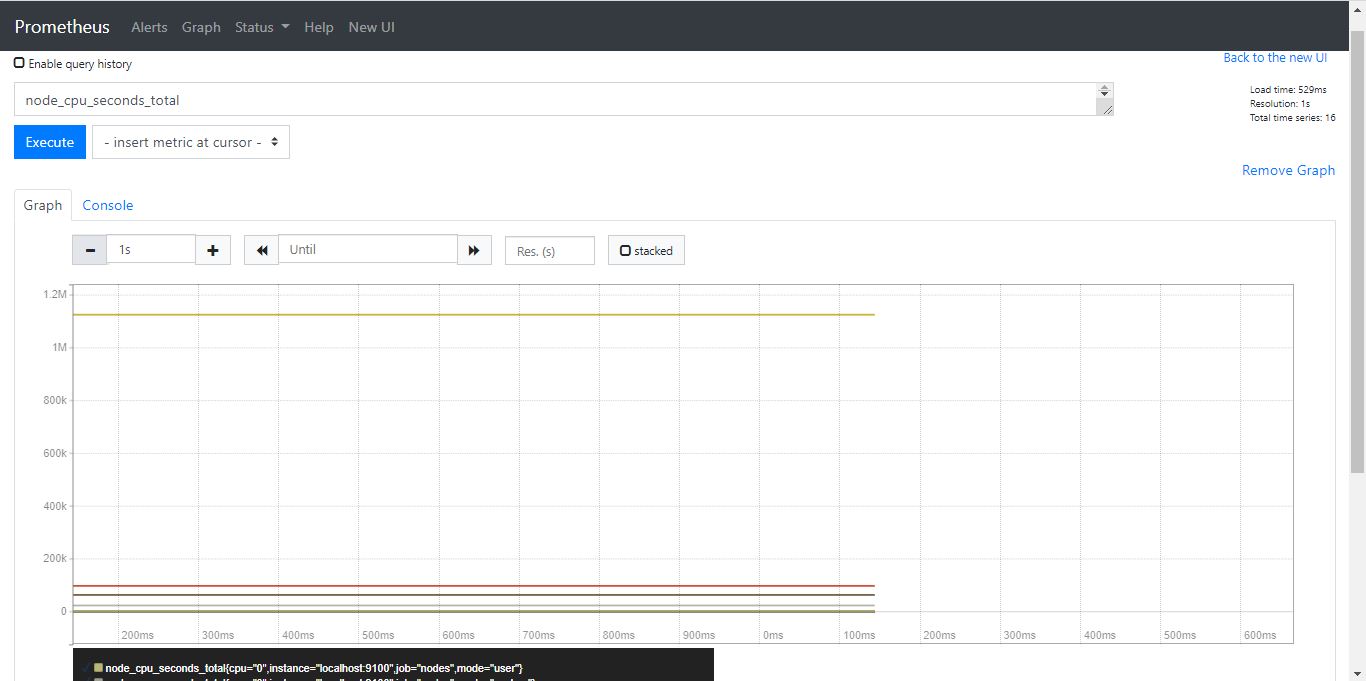 Prometheus Alerts Graph Status Help New UI
Enable query history
Back to the new UI
node_cpu_seconds_total
Load time: 529ms
Resolution: 1s
Total time series: 16
Execute - insert metric at cursor -
Remove Graph
Graph Console
1s Until Res. (s) stacked
1.2M
1M
800k
600k
400k
200k
0
200ms 300ms 400ms 500ms 600ms 700ms 800ms 900ms 0ms 100ms 200ms 300ms 400ms 500ms 600ms
node_cpu_seconds_total{cpu="0",instance="localhost:9100",job="nodes",mode="user"}